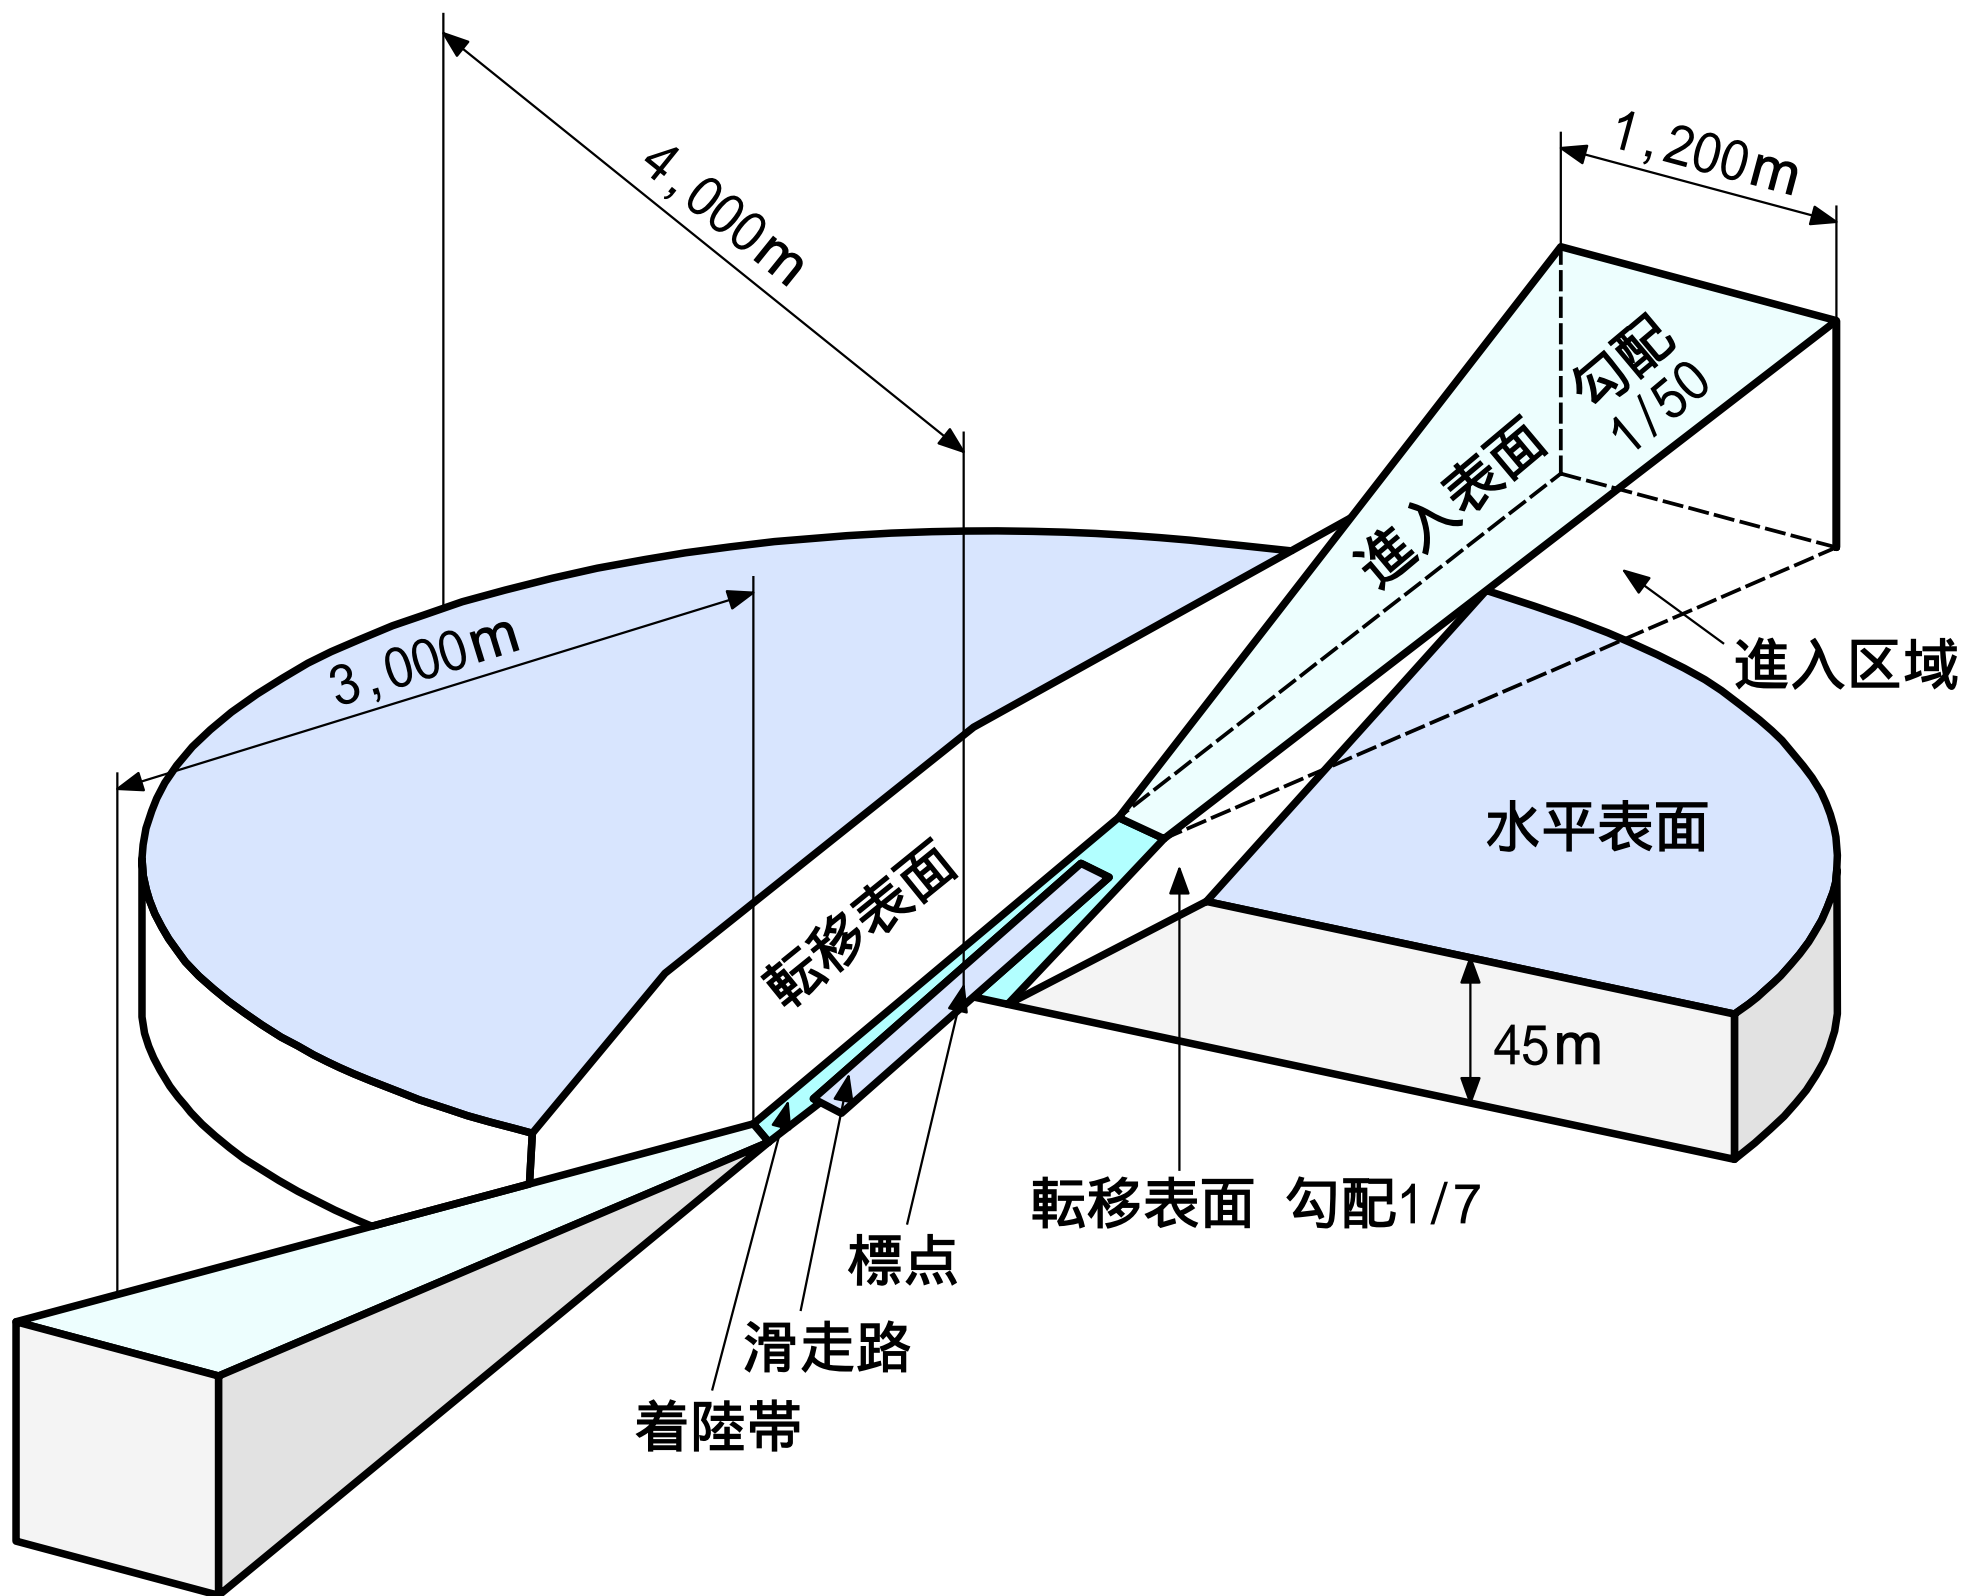 1,200m
4,000m
勾配
1/50
進入表面
3,000m
進入区域
水平表面
転移表面
45m
転移表面 勾配1/7
標点
滑走路
着陸帯